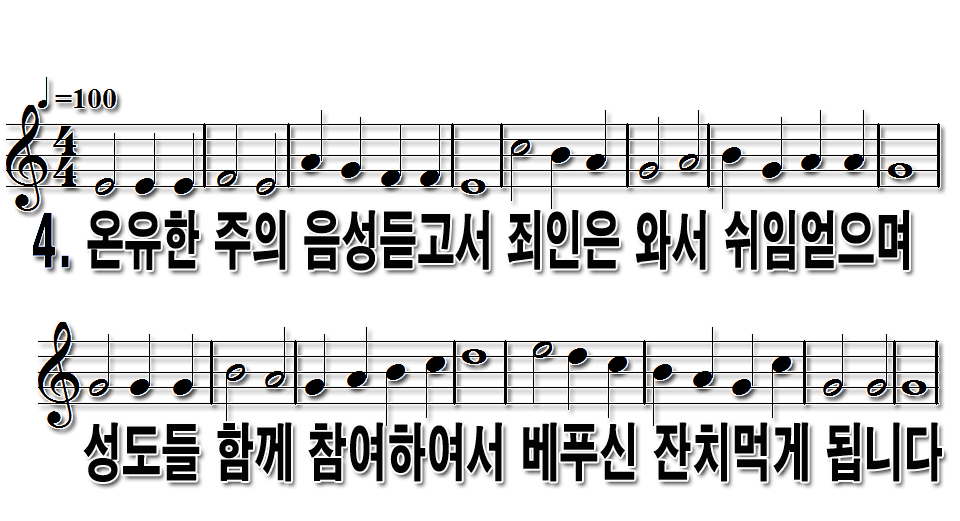 ♩=100
4. 온유한 주의 음성듣고서 죄인은 와서 쉬임얻으며
성도들 함께 참여하여서 베푸신 잔치먹게 됩니다